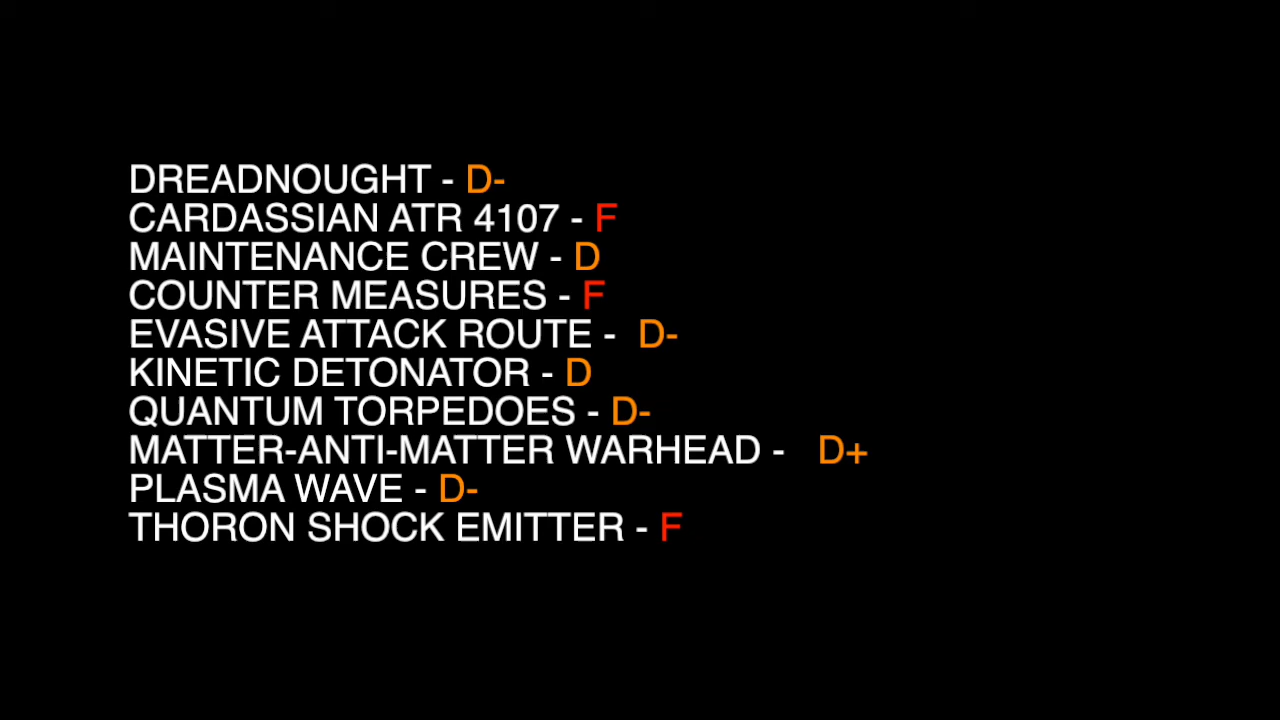 DREADNOUGHT - D-
CARDASSIAN ATR 4107 - F
MAINTENANCE CREW - D
COUNTER MEASURES - F
EVASIVE ATTACK ROUTE - D-
KINETIC DETONATOR - D
QUANTUM TORPEDOES - D-
MATTER-ANTI-MATTER WARHEAD - D+
PLASMA WAVE - D-
THORON SHOCK EMITTER - F